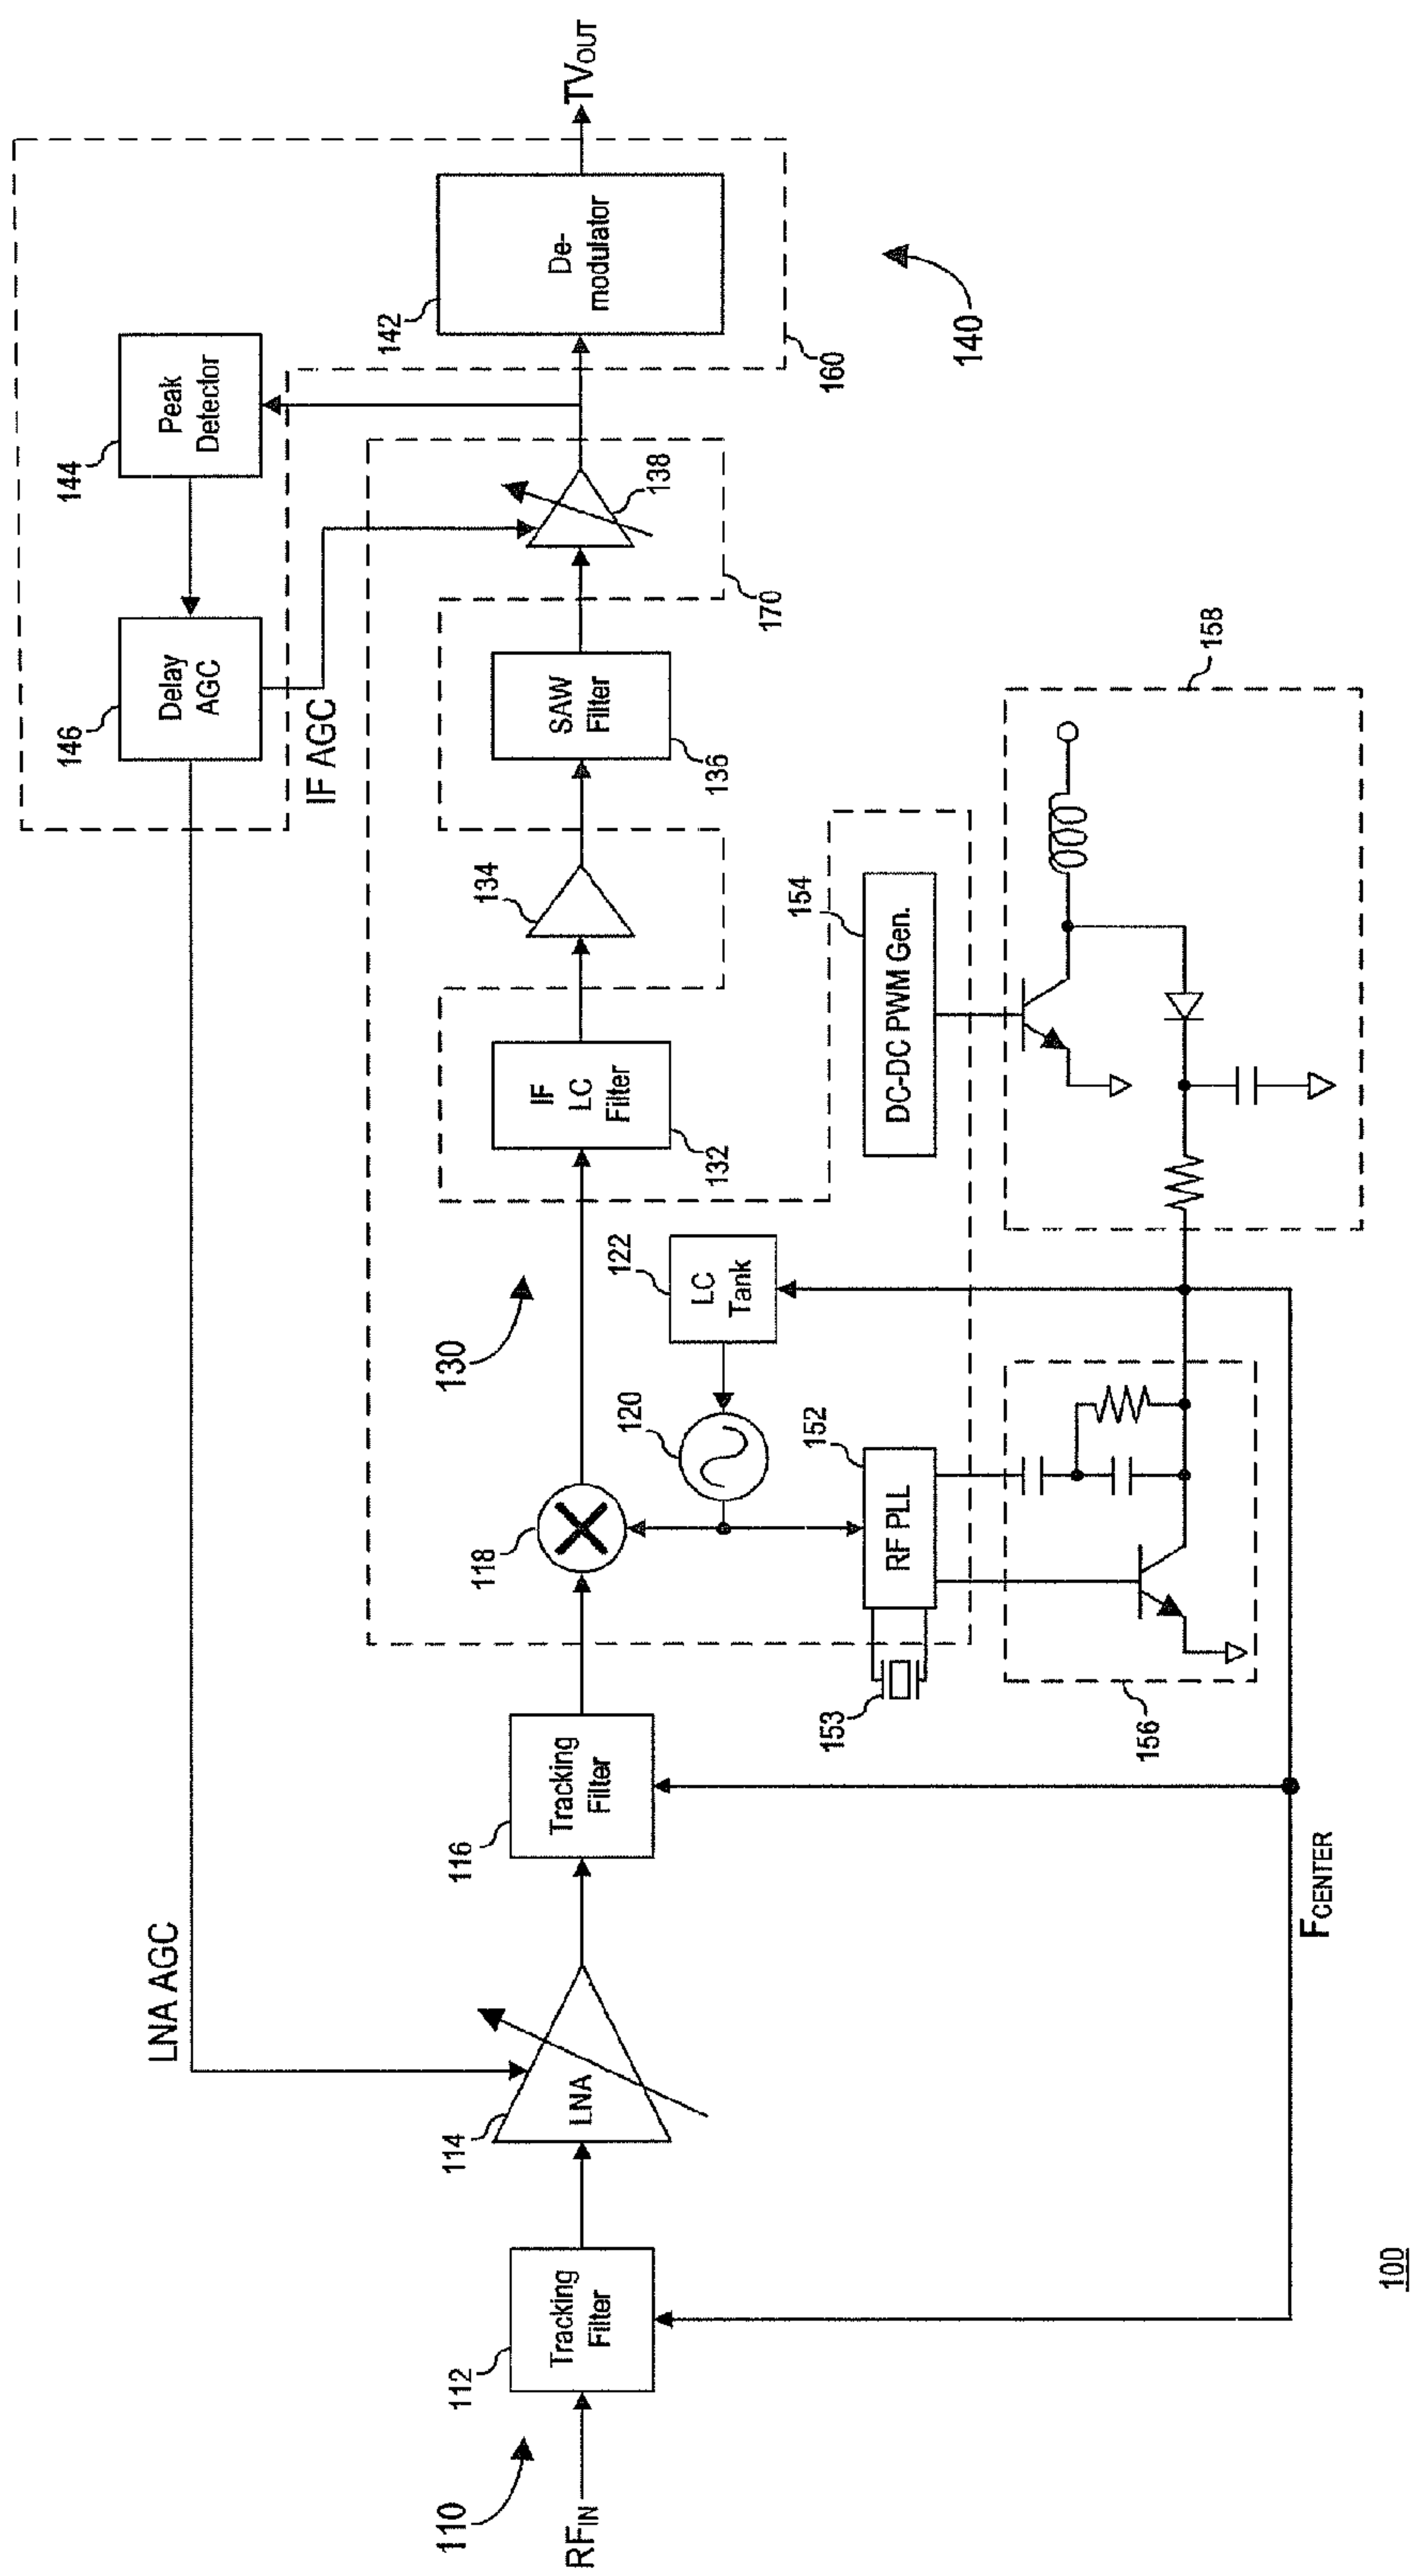 110
RFIN
112
Tracking
Filter
114
LNA
LNA AGC
116
Tracking
Filter
118
130
120
122
LC
Tank
132
IF
LC
Filter
134
136
SAW
Filter
138
170
IF AGC
146
Delay
AGC
144
Peak
Detector
142
De-
modulator
TVOUT
160
140
152
RF PLL
153
154
DC-DC PWM Gen.
156
158
FCENTER
100